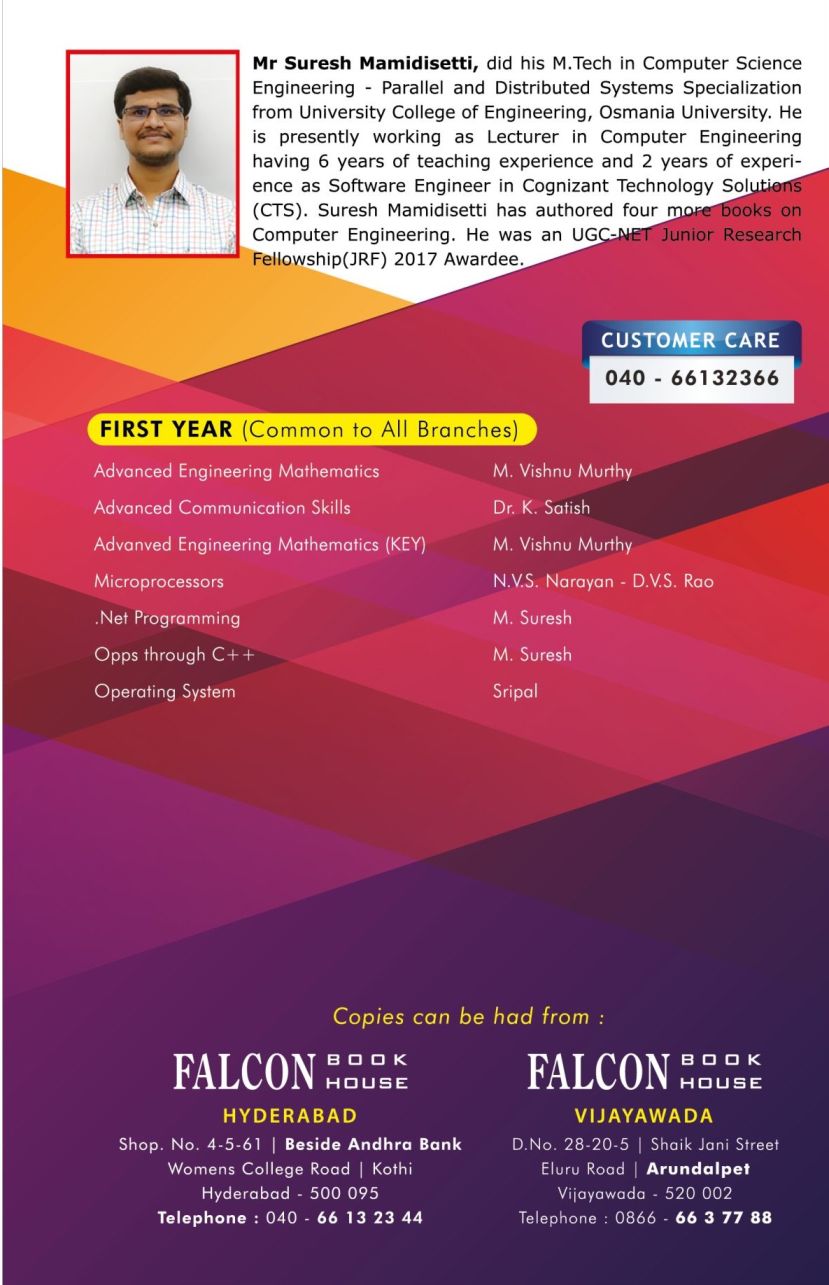 Mr Suresh Mamidisetti, did his M.Tech in Computer Science
Engineering - Parallel and Distributed Systems Specialization
from University College of Engineering, Osmania University. He
is presently working as Lecturer in Computer Engineering
having 6 years of teaching experience and 2 years of experi-
ence as Software Engineer in Cognizant Technology Solutions
(CTS). Suresh Mamidisetti has authored four more books on
Computer Engineering. He was an UGC-NET Junior Research
Fellowship(JRF) 2017 Awardee.
CUSTOMER CARE
040 - 66132366
FIRST YEAR (Common to All Branches)
Advanced Engineering Mathematics M. Vishnu Murthy
Advanced Communication Skills Dr. K. Satish
Advanved Engineering Mathematics (KEY) M. Vishnu Murthy
Microprocessors N.V.S. Narayan - D.V.S. Rao
.Net Programming M. Suresh
Opps through C++ M. Suresh
Operating System Sripal
Copies can be had from :
FALCON BOOK HOUSE
HYDERABAD
Shop. No. 4-5-61 | Beside Andhra Bank
Womens College Road | Kothi
Hyderabad - 500 095
Telephone : 040 - 66 13 23 44
FALCON BOOK HOUSE
VIJAYAWADA
D.No. 28-20-5 | Shaik Jani Street
Eluru Road | Arundalpet
Vijayawada - 520 002
Telephone : 0866 - 66 3 77 88